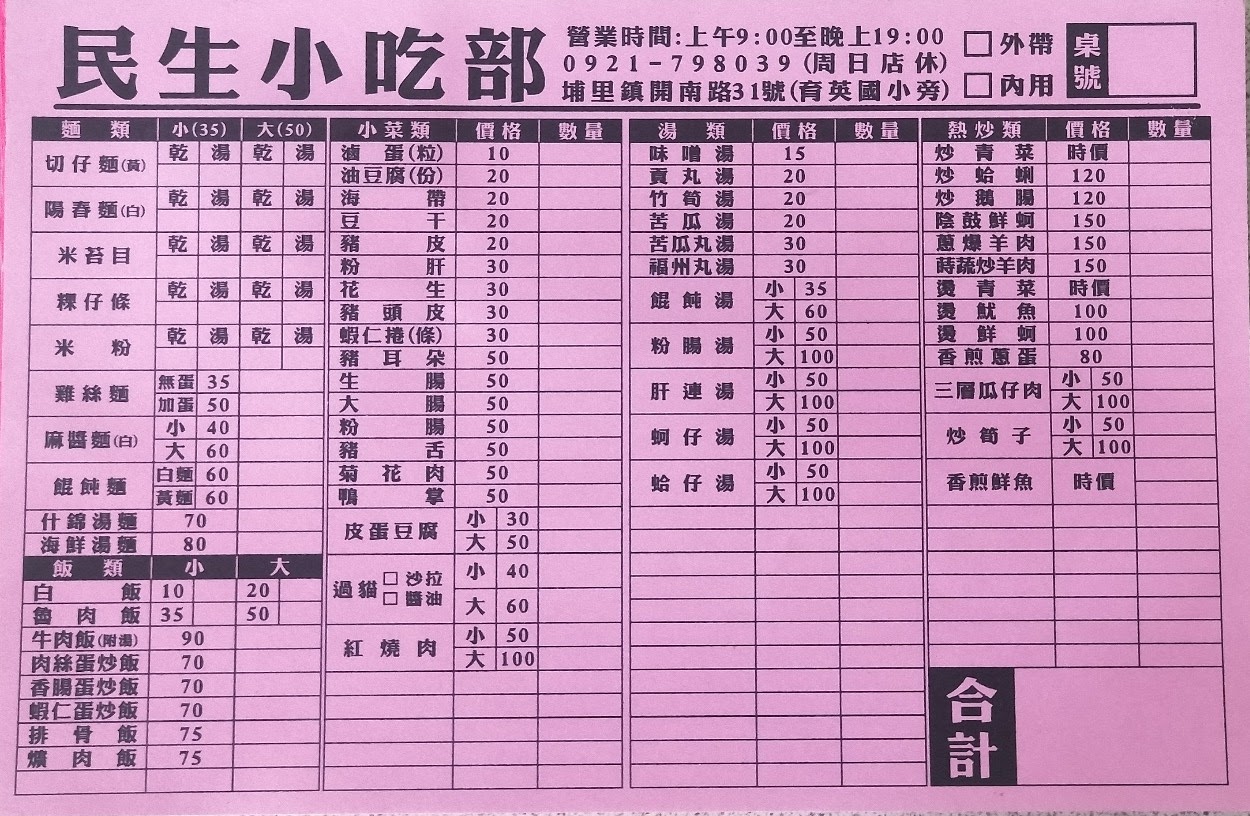 民生小吃部
營業時間:上午9:00至晚上19:00
0921-798039(周日店休)
埔里鎮開南路31號(育英國小旁)
□外帶
□內用
桌號
麵類 小(35) 大(50)
切仔麵(黃) 乾 湯 乾 湯
陽春麵(白) 乾 湯 乾 湯
米苔目 乾 湯 乾 湯
粿仔條 乾 湯 乾 湯
米粉 乾 湯 乾 湯
雞絲麵 無蛋 35
加蛋 50
麻醬麵(白) 小 40
大 60
餛飩麵 白麵 60
黃麵 60
什錦湯麵 70
海鮮湯麵 80
飯類 小 大
白飯 10 20
魯肉飯 35 50
牛肉飯(附湯) 90
肉絲蛋炒飯 70
香腸蛋炒飯 70
蝦仁蛋炒飯 70
排骨飯 75
爌肉飯 75
小菜類 價格 數量
滷蛋(粒) 10
油豆腐(份) 20
海帶 20
豆干 20
豬皮 20
粉肝 30
花生 30
豬頭皮 30
蝦仁捲(條) 30
豬耳朵 50
生腸 50
大腸 50
粉腸 50
豬舌 50
菊花肉 50
鴨掌 50
皮蛋豆腐 小 30
大 50
過貓 □沙拉 □醬油 小 40
大 60
紅燒肉 小 50
大 100
湯類 價格 數量
味噌湯 15
貢丸湯 20
竹筍湯 20
苦瓜湯 20
苦瓜丸湯 30
福州丸湯 30
餛飩湯 小 35
大 60
粉腸湯 小 50
大 100
肝連湯 小 50
大 100
蚵仔湯 小 50
大 100
蛤仔湯 小 50
大 100
熱炒類 價格 數量
炒青菜 時價
炒蛤蜊 120
炒鵝腸 120
陰鼓鮮蚵 150
蔥爆羊肉 150
蒔蔬炒羊肉 150
燙青菜 時價
燙魷魚 100
燙鮮蚵 100
香煎蔥蛋 80
三層瓜仔肉 小 50
大 100
炒筍子 小 50
大 100
香煎鮮魚 時價
合計